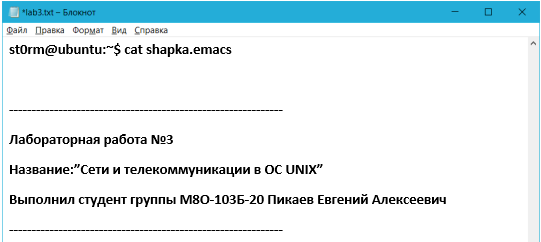 *lab3.txt – Блокнот
Файл Правка Формат Вид Справка
st0rm@ubuntu:~$ cat shapka.emacs
-------------------------------------------------------------
Лабораторная работа №3
Название:”Сети и телекоммуникации в ОС UNIX”
Выполнил студент группы М8О-103Б-20 Пикаев Евгений Алексеевич
-------------------------------------------------------------